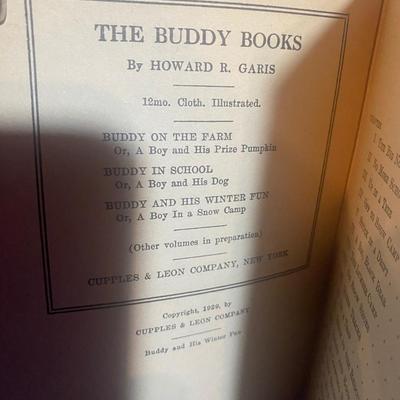 THE BUDDY BOOKS
By HOWARD R. GARIS
12mo. Cloth. Illustrated.
BUDDY ON THE FARM
Or, A Boy and His Prize Pumpkin
BUDDY IN SCHOOL
Or, A Boy and His Dog
BUDDY AND HIS WINTER FUN
Or, A Boy In a Snow Camp
(Other volumes in preparation)
CUPPLES & LEON COMPANY, NEW YORK
Copyright, 1929, by
CUPPLES & LEON COMPANY
Buddy and His Winter Fun